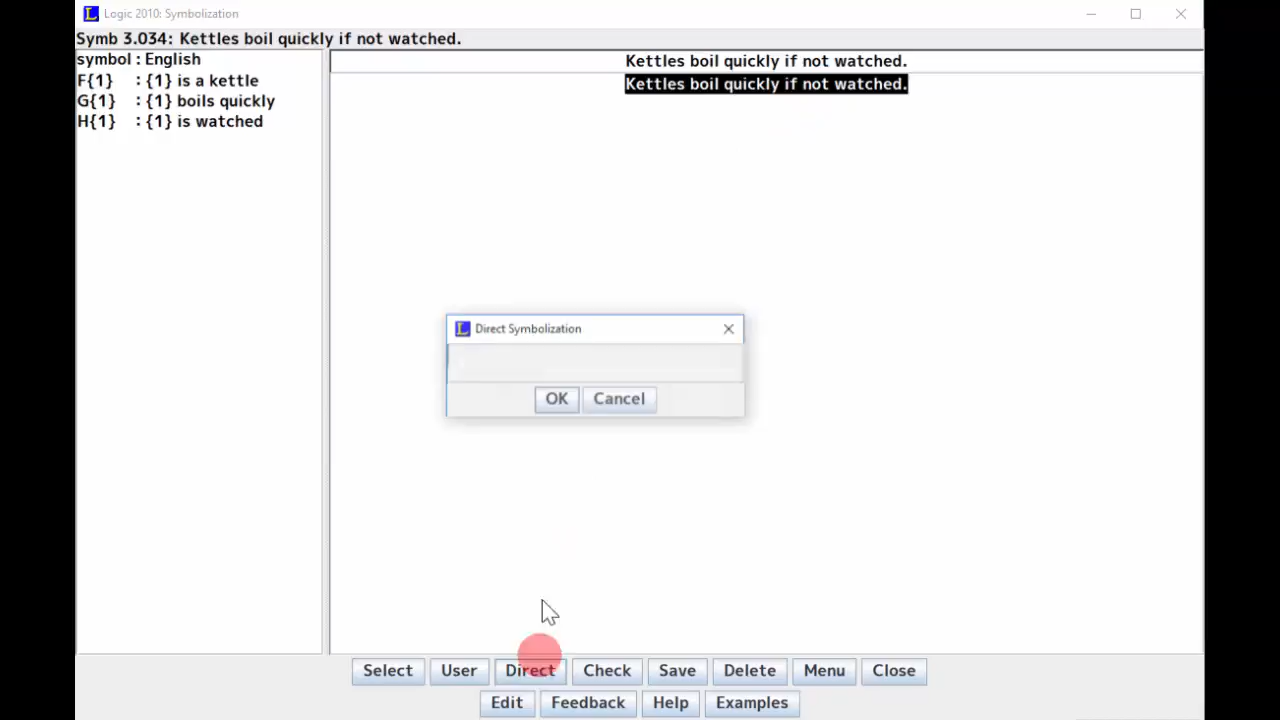 Logic 2010: Symbolization
Symb 3.034: Kettles boil quickly if not watched.
symbol : English
F{1} : {1} is a kettle
G{1} : {1} boils quickly
H{1} : {1} is watched
Kettles boil quickly if not watched.
Kettles boil quickly if not watched.
Direct Symbolization
OK Cancel
Select User Direct Check Save Delete Menu Close
Edit Feedback Help Examples